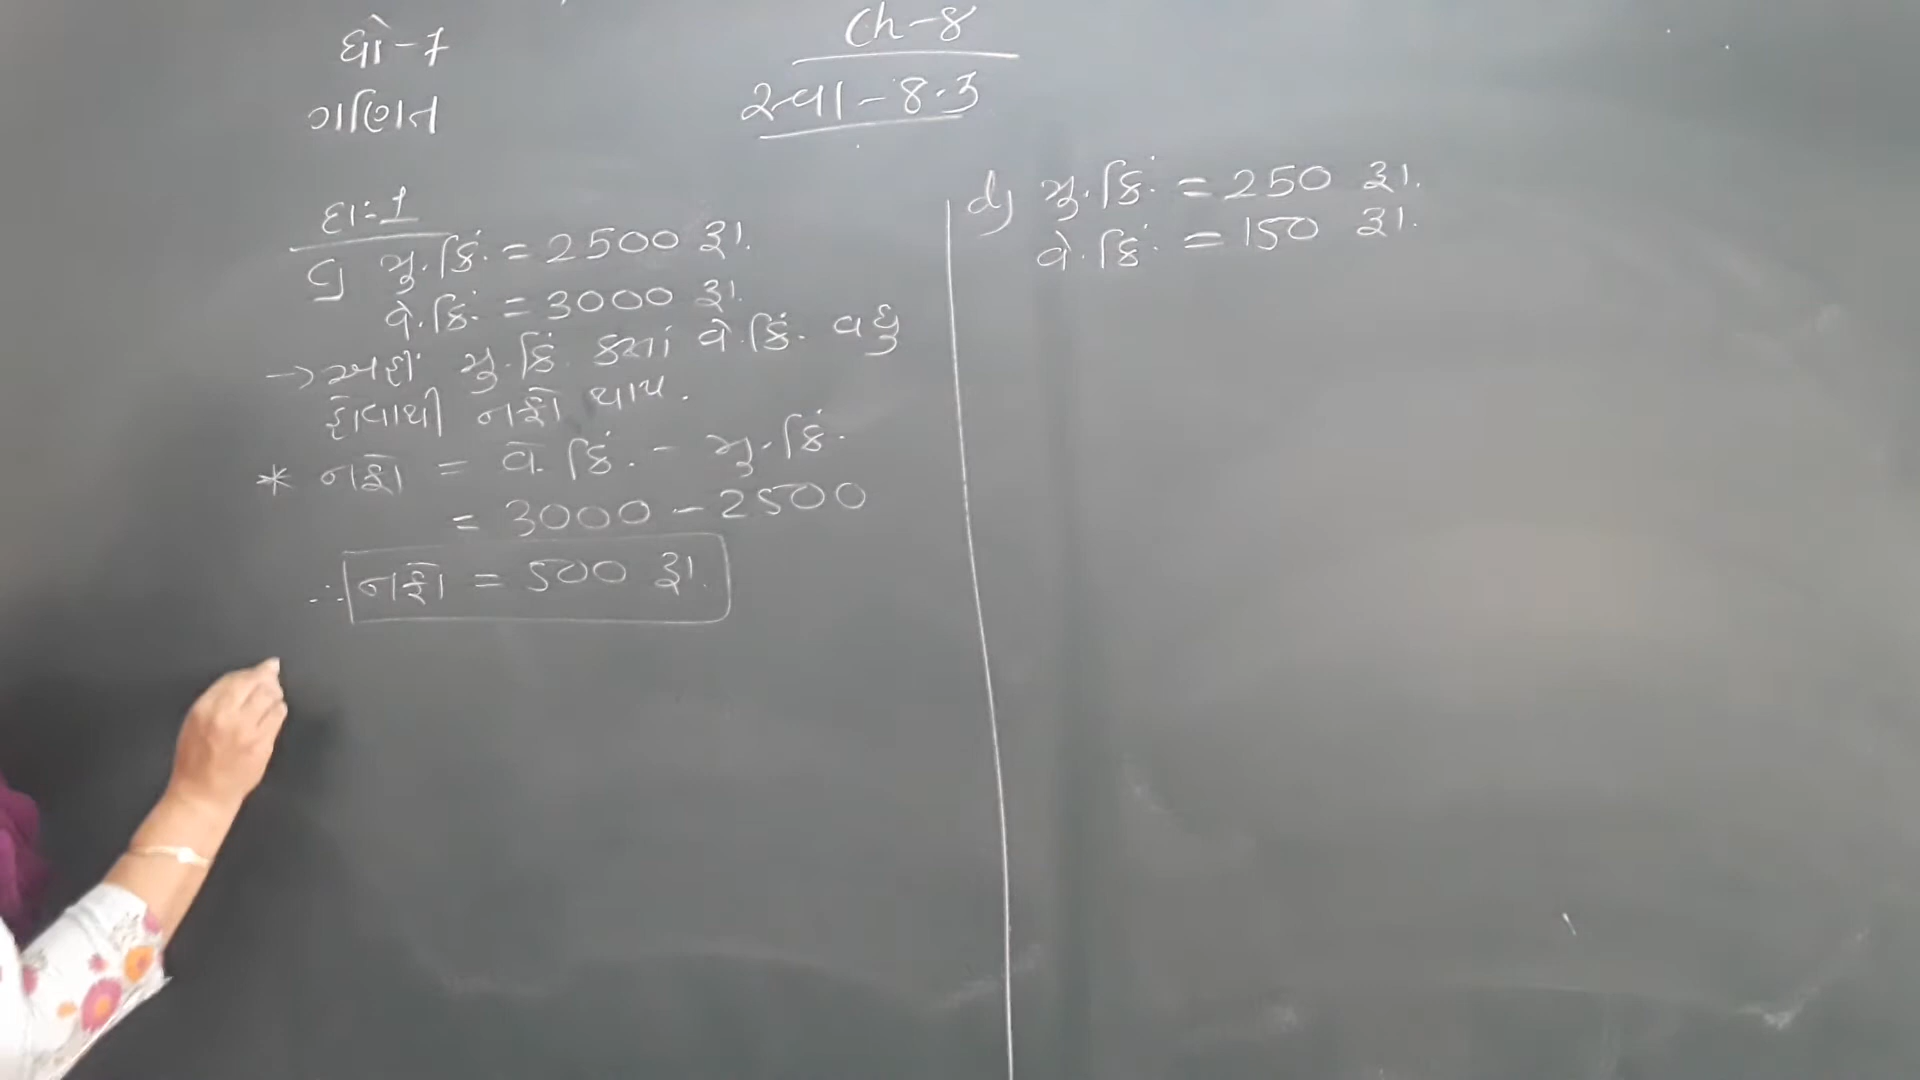 ધો-7
ગણિત
Ch-8
સ્વા-8.3
દા:1
c) મુ.કિં. = 2500 રૂા.
વે.કિં. = 3000 રૂા.
→ અહીં મુ.કિં. કરતાં વે.કિં. વધુ
હોવાથી નફો થાય.
* નફો = વે.કિં. - મુ.કિં.
= 3000 - 2500
∴ નફો = 500 રૂા.
d) મુ.કિં. = 250 રૂા.
વે.કિં. = 150 રૂા.